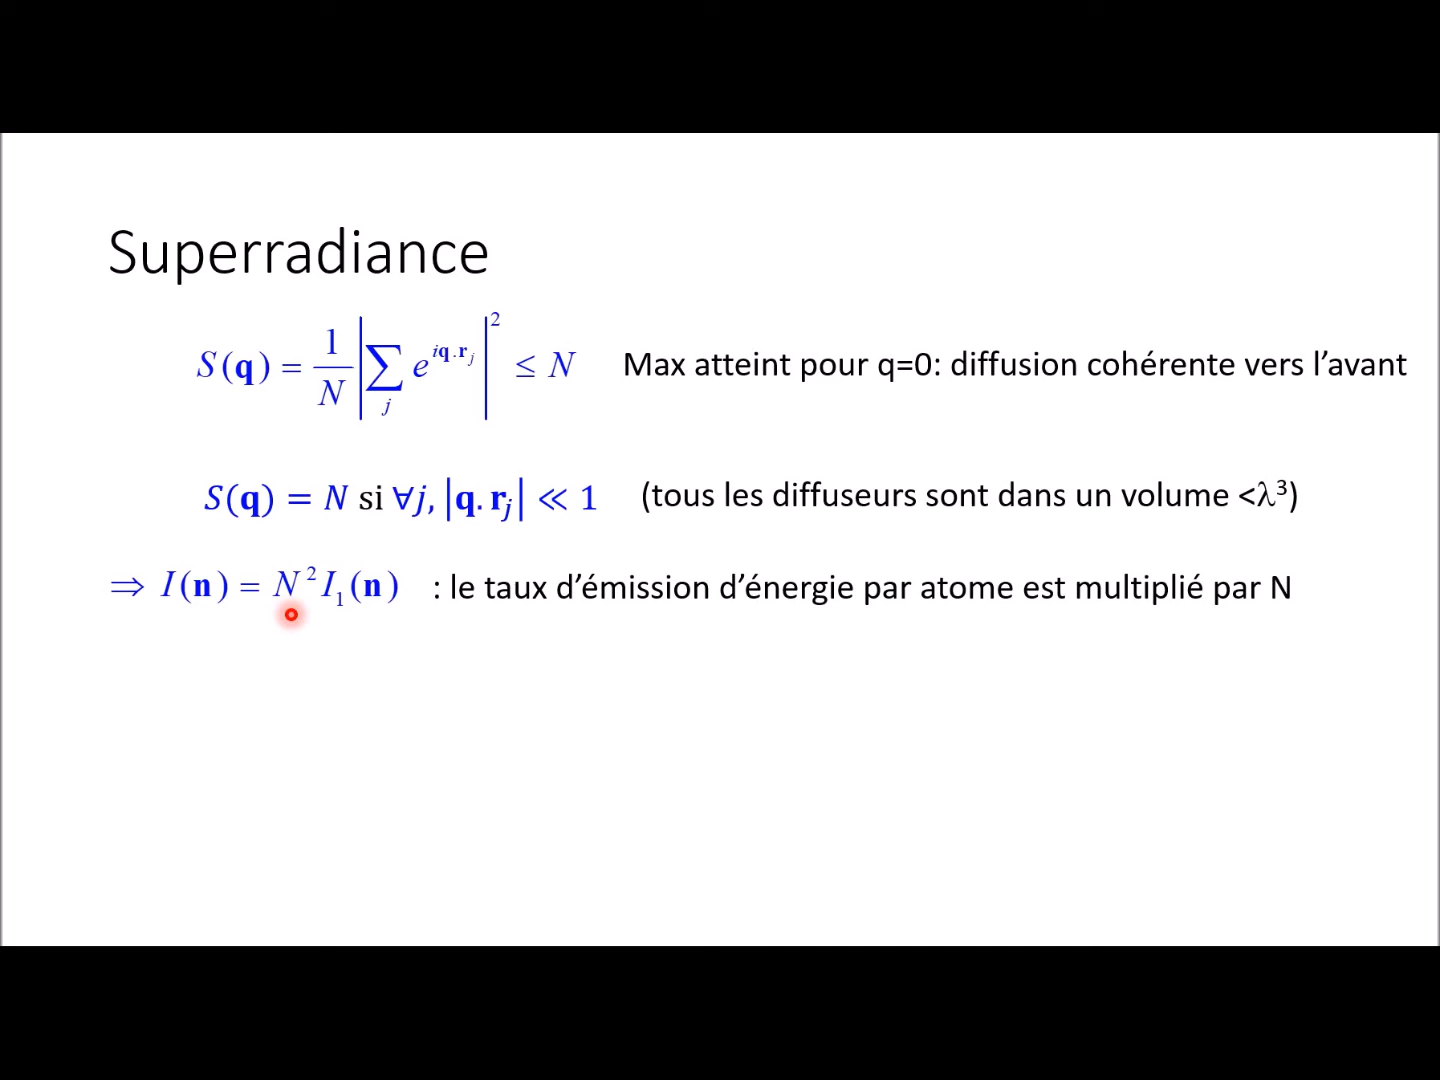 Superradiance
S(q) = 1/N |∑_j e^{iq.r_j}|^2 ≤ N Max atteint pour q=0: diffusion cohérente vers l’avant
S(q) = N si ∀j, |q.r_j| ≪ 1 (tous les diffuseurs sont dans un volume <λ³)
⇒ I(n) = N² I₁(n) : le taux d’émission d’énergie par atome est multiplié par N